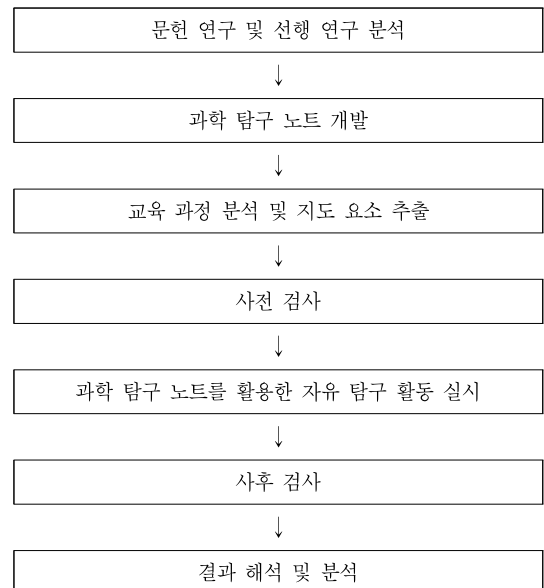 문헌 연구 및 선행 연구 분석
↓
과학 탐구 노트 개발
↓
교육 과정 분석 및 지도 요소 추출
↓
사전 검사
↓
과학 탐구 노트를 활용한 자유 탐구 활동 실시
↓
사후 검사
↓
결과 해석 및 분석